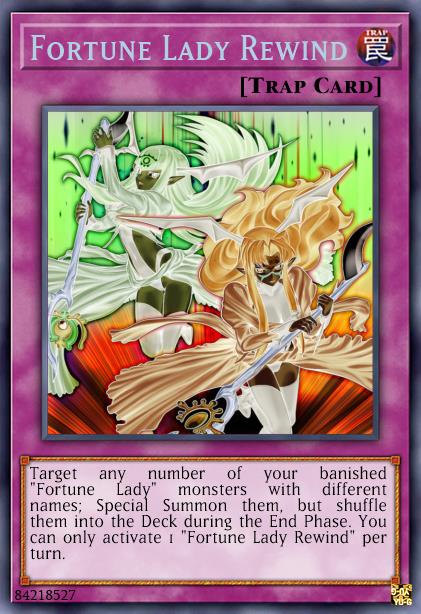 FORTUNE LADY REWIND
TRAP
罠
[TRAP CARD]
Target any number of your banished
"Fortune Lady" monsters with different
names; Special Summon them, but shuffle
them into the Deck during the End Phase. You
can only activate 1 "Fortune Lady Rewind" per
turn.
84218527